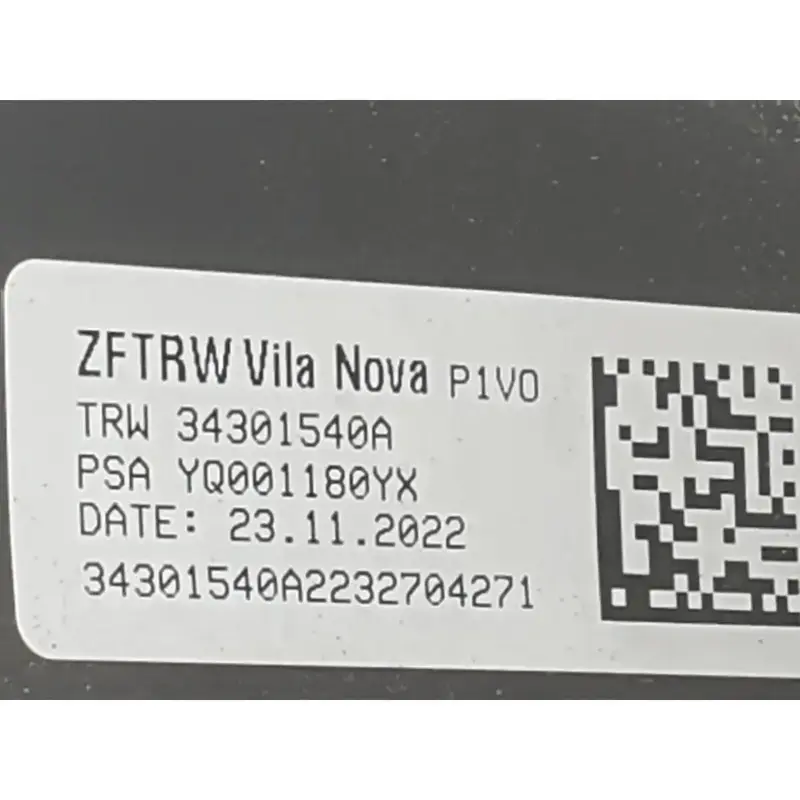 ZFTRW Vila Nova P1V0
TRW 34301540A
PSA YQ001180YX
DATE: 23.11.2022
34301540A2232704271